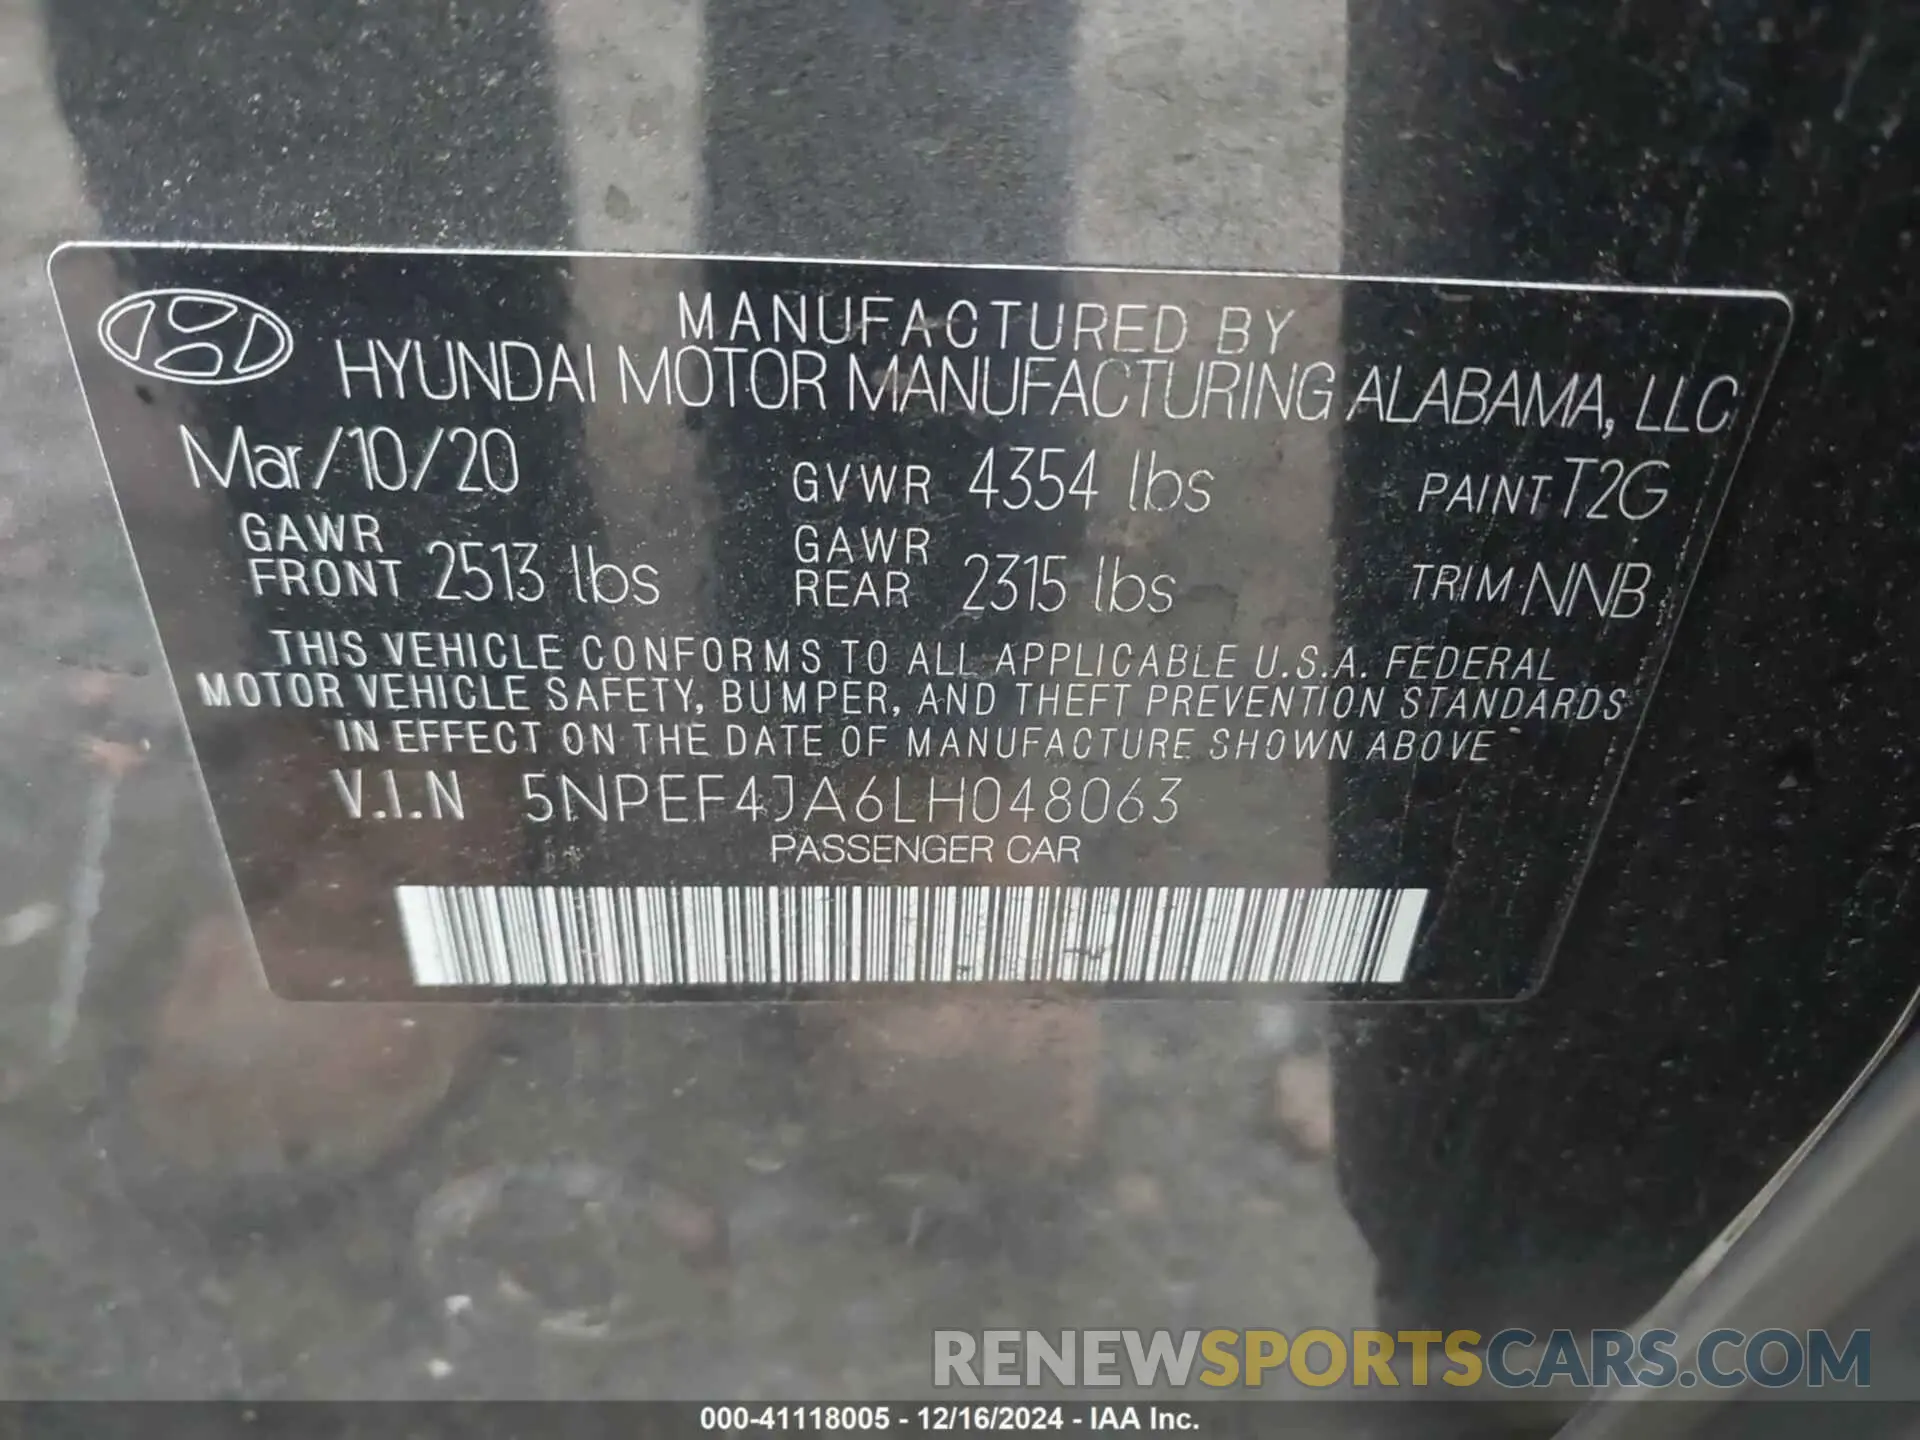 MANUFACTURED BY
HYUNDAI MOTOR MANUFACTURING ALABAMA, LLC
Mar/10/20 GVWR 4354 lbs PAINT T2G
GAWR FRONT 2513 lbs GAWR REAR 2315 lbs TRIM NNB
THIS VEHICLE CONFORMS TO ALL APPLICABLE U.S.A. FEDERAL
MOTOR VEHICLE SAFETY, BUMPER, AND THEFT PREVENTION STANDARDS
IN EFFECT ON THE DATE OF MANUFACTURE SHOWN ABOVE
V.I.N 5NPEF4JA6LH048063
PASSENGER CAR
RENEWSPORTSCARS.COM
000-41118005 - 12/16/2024 - IAA Inc.